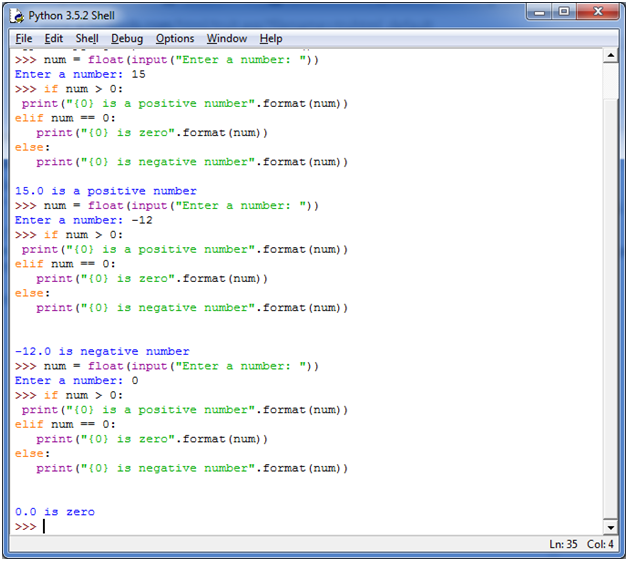 Python 3.5.2 Shell
File Edit Shell Debug Options Window Help
>>> num = float(input("Enter a number: "))
Enter a number: 15
>>> if num > 0:
 print("{0} is a positive number".format(num))
elif num == 0:
   print("{0} is zero".format(num))
else:
   print("{0} is negative number".format(num))
15.0 is a positive number
>>> num = float(input("Enter a number: "))
Enter a number: -12
>>> if num > 0:
 print("{0} is a positive number".format(num))
elif num == 0:
   print("{0} is zero".format(num))
else:
   print("{0} is negative number".format(num))
-12.0 is negative number
>>> num = float(input("Enter a number: "))
Enter a number: 0
>>> if num > 0:
 print("{0} is a positive number".format(num))
elif num == 0:
   print("{0} is zero".format(num))
else:
   print("{0} is negative number".format(num))
0.0 is zero
>>>
Ln: 35 Col: 4